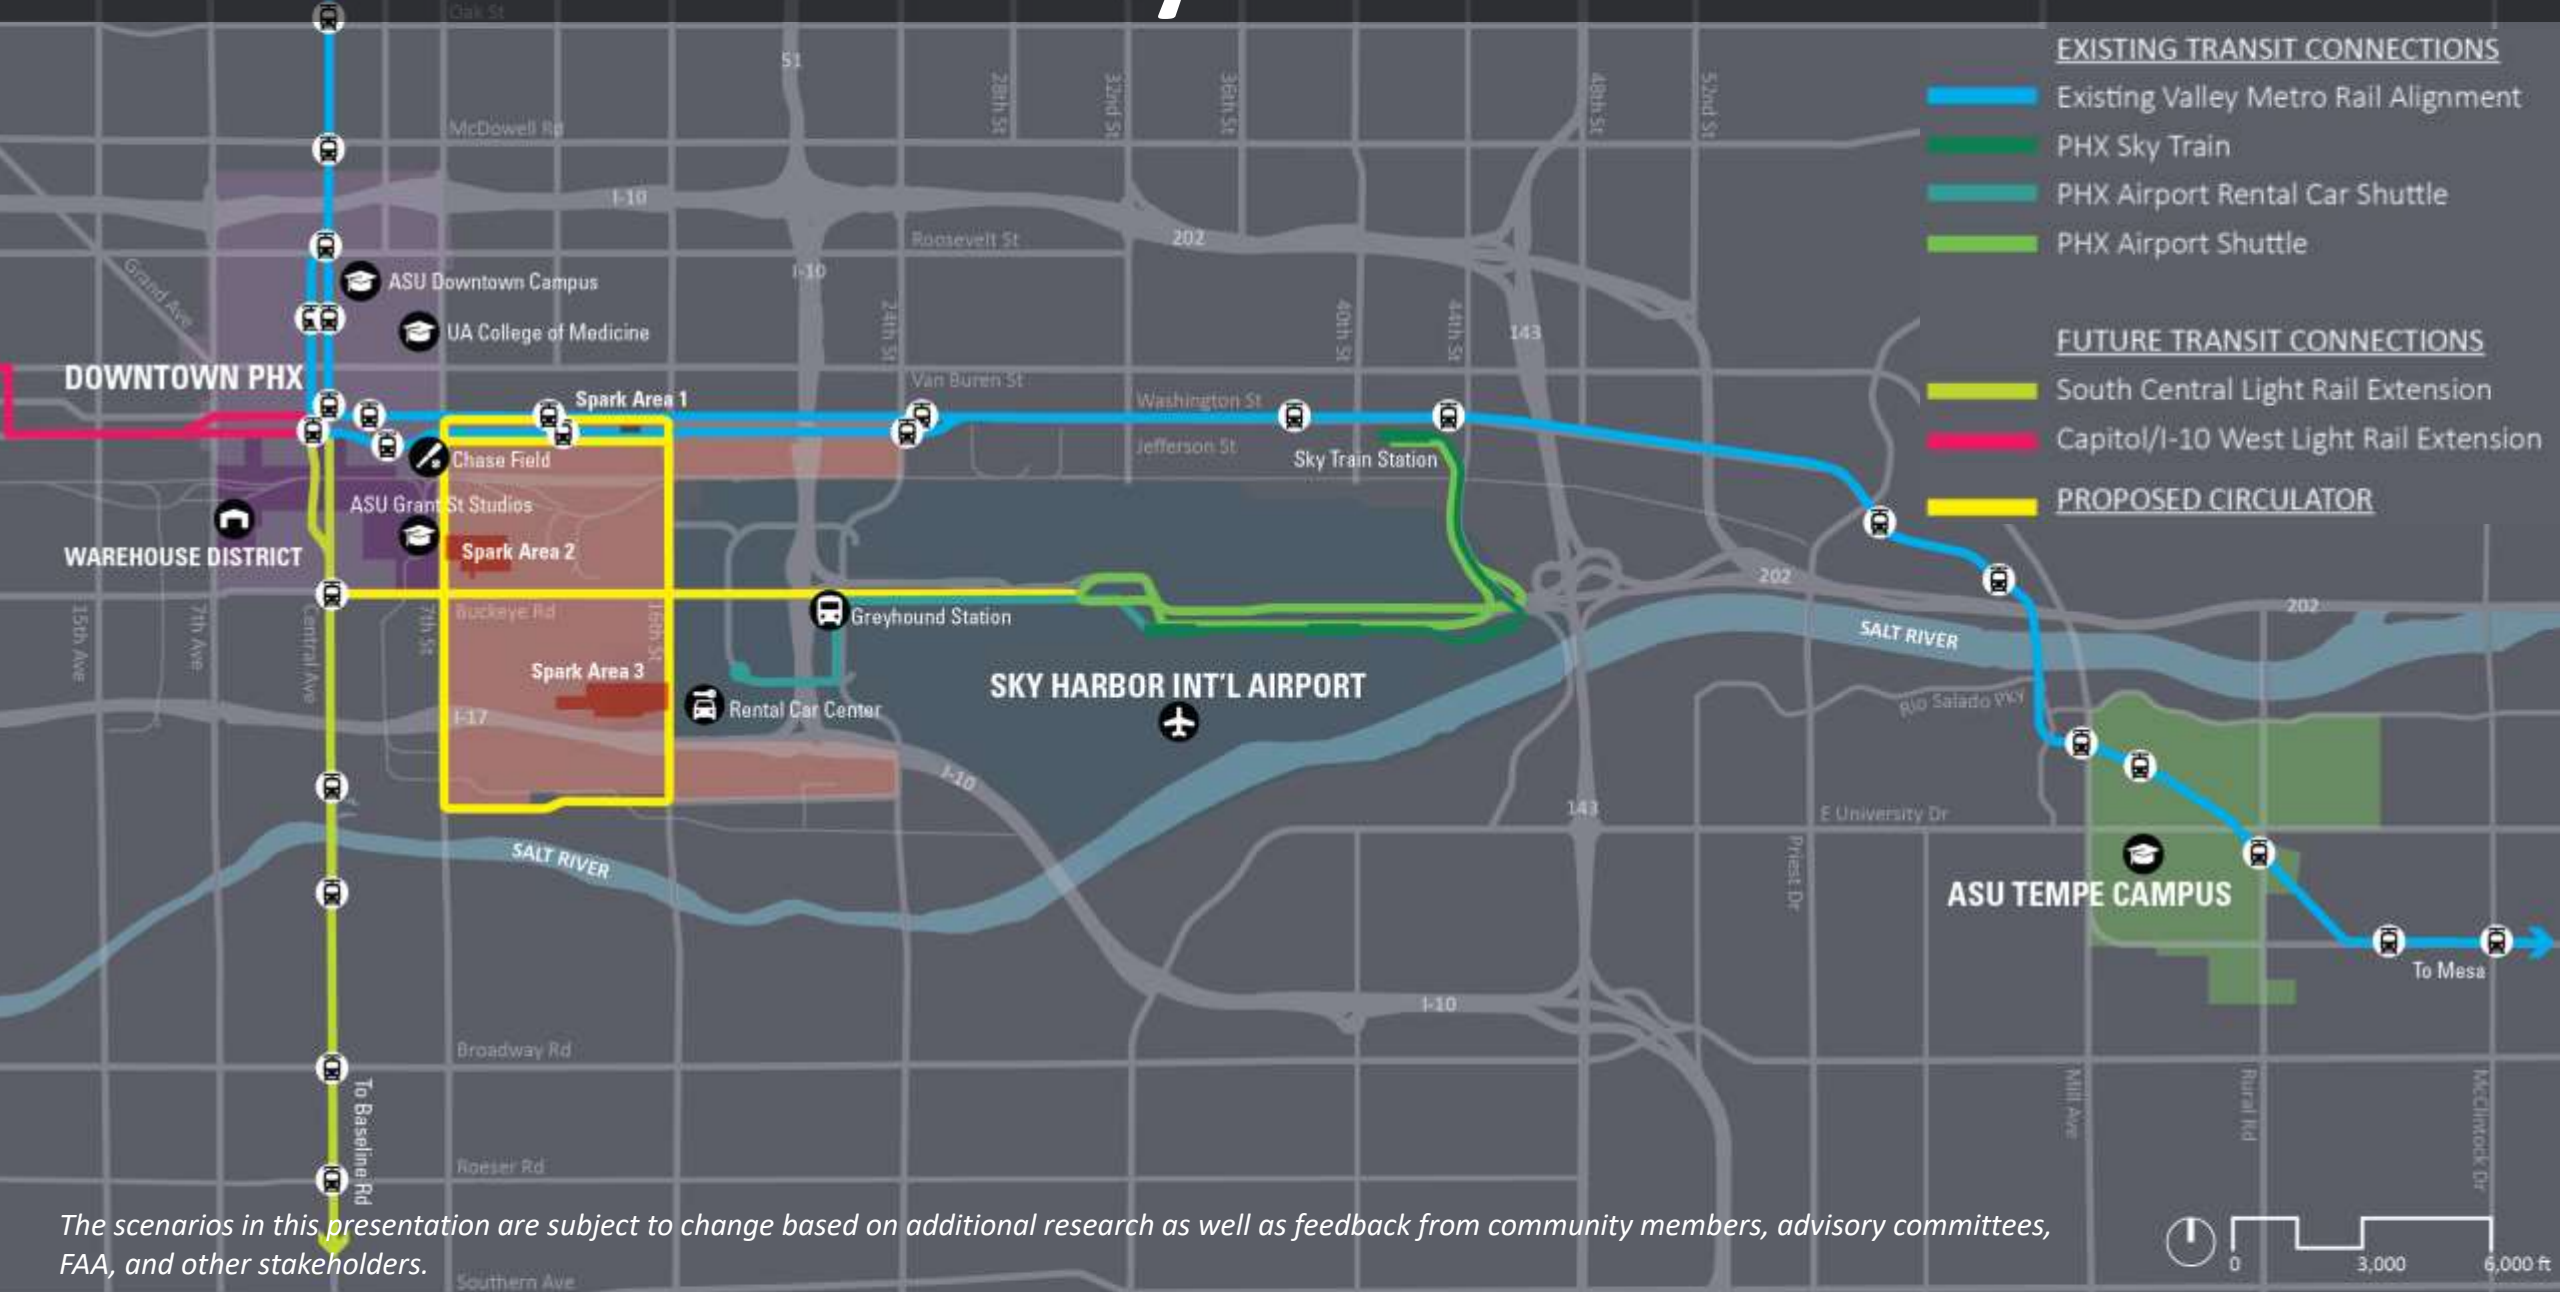 Oak St
51
28th St
32nd St
36th St
48th St
52nd St
McDowell Rd
I-10
Roosevelt St
202
I-10
Grand Ave
ASU Downtown Campus
UA College of Medicine
24th St
40th St
44th St
143
DOWNTOWN PHX
Van Buren St
Spark Area 1
Washington St
Jefferson St
Sky Train Station
Chase Field
ASU Grant St Studios
WAREHOUSE DISTRICT
Spark Area 2
Buckeye Rd
15th Ave
7th Ave
Central Ave
7th St
16th St
Greyhound Station
202
202
SALT RIVER
Spark Area 3
SKY HARBOR INT'L AIRPORT
Rental Car Center
I-17
I-10
Rio Salado Pky
143
E University Dr
SALT RIVER
Priest Dr
ASU TEMPE CAMPUS
To Mesa
I-10
Broadway Rd
To Baseline Rd
Mill Ave
Rural Rd
McClintock Dr
Roeser Rd
Southern Ave
EXISTING TRANSIT CONNECTIONS
Existing Valley Metro Rail Alignment
PHX Sky Train
PHX Airport Rental Car Shuttle
PHX Airport Shuttle
FUTURE TRANSIT CONNECTIONS
South Central Light Rail Extension
Capitol/I-10 West Light Rail Extension
PROPOSED CIRCULATOR
The scenarios in this presentation are subject to change based on additional research as well as feedback from community members, advisory committees,
FAA, and other stakeholders.
0 3,000 6,000 ft